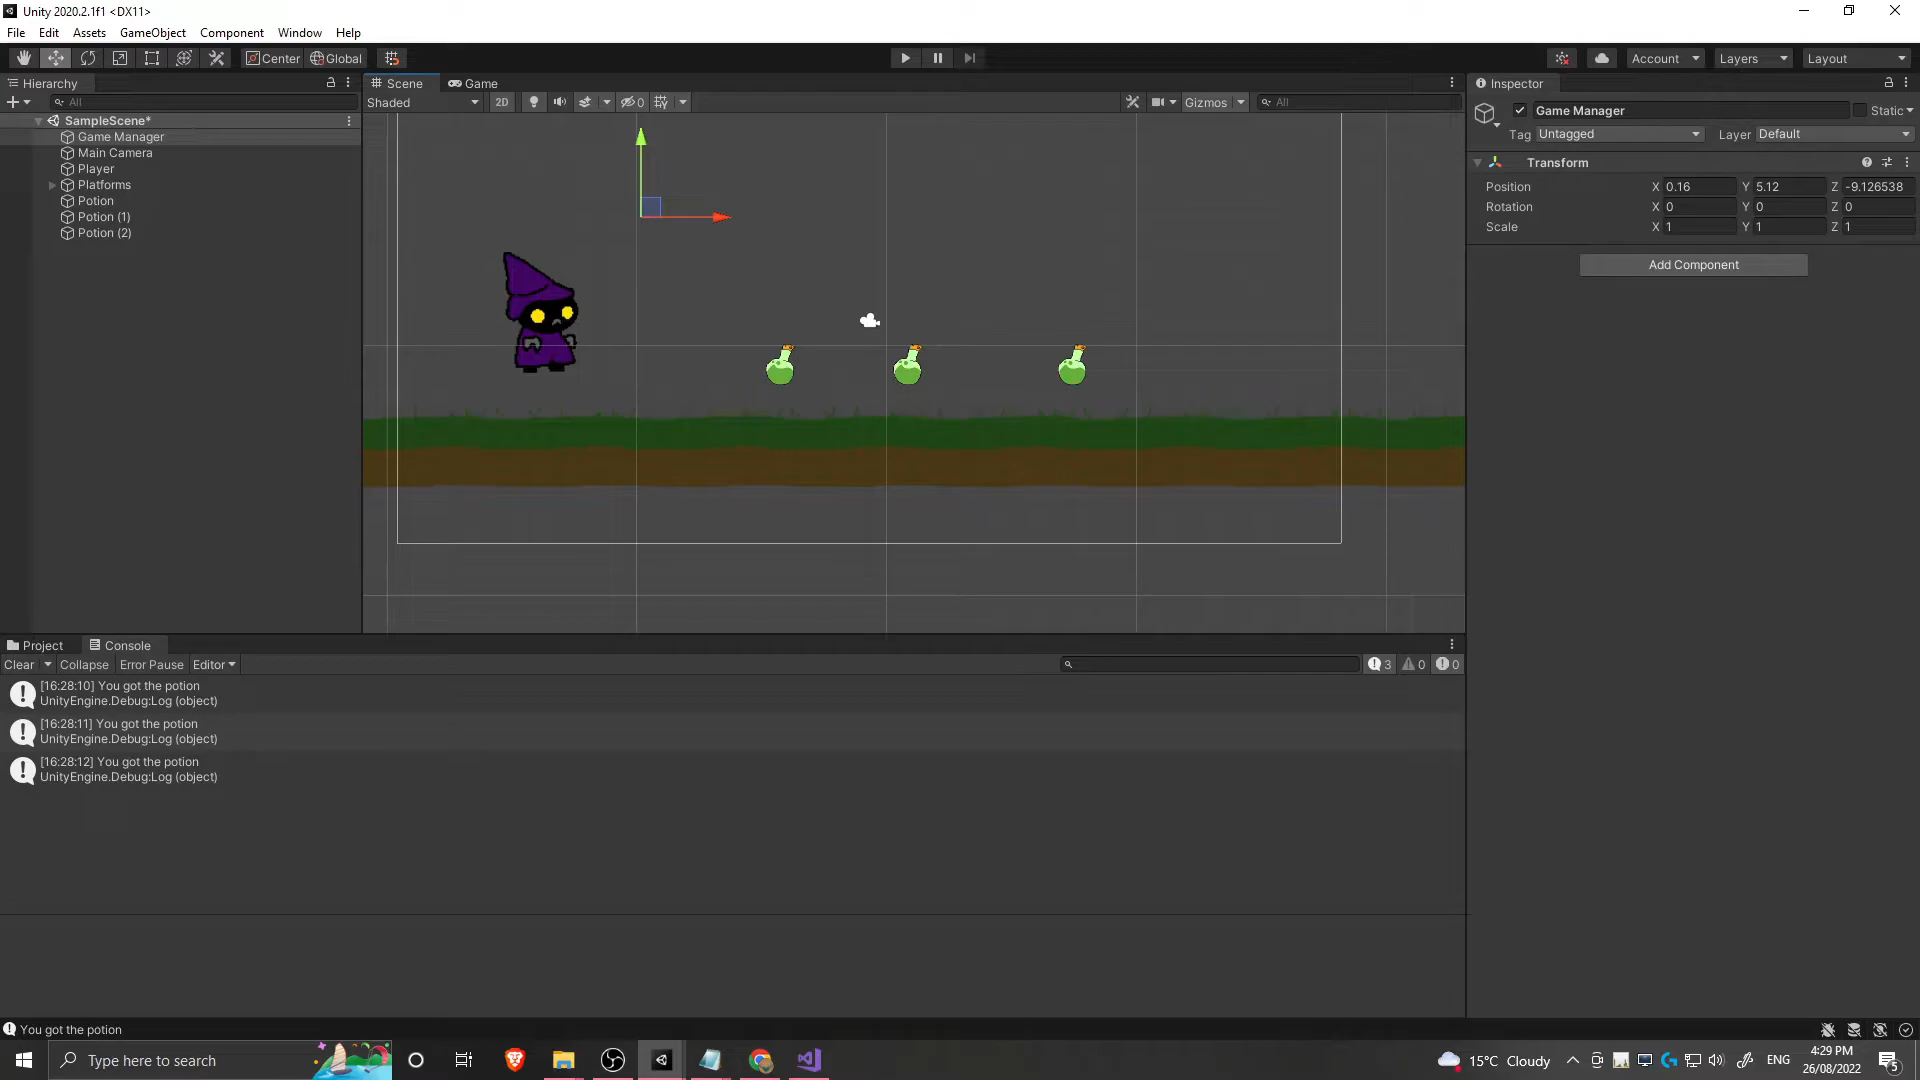 Unity 2020.2.1f1 <DX11>
File Edit Assets GameObject Component Window Help
Center Global Account Layers Layout
Hierarchy Scene Game Inspector
All Shaded 2D 0 Gizmos All
Game Manager Static
SampleScene*
Tag Untagged Layer Default
Game Manager
Main Camera
Player
Platforms
Potion
Potion (1)
Potion (2)
Transform
Position X 0.16 Y 5.12 Z -9.126538
Rotation X 0 Y 0 Z 0
Scale X 1 Y 1 Z 1
Add Component
Project Console
Clear Collapse Error Pause Editor 3 0 0
[16:28:10] You got the potion
UnityEngine.Debug:Log (object)
[16:28:11] You got the potion
UnityEngine.Debug:Log (object)
[16:28:12] You got the potion
UnityEngine.Debug:Log (object)
You got the potion
Type here to search
15°C Cloudy ENG
4:29 PM
26/08/2022
5